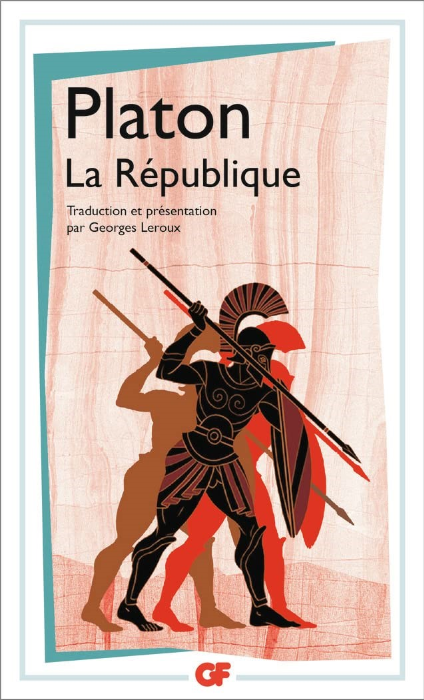 Platon
La République
Traduction et présentation
par Georges Leroux
GF